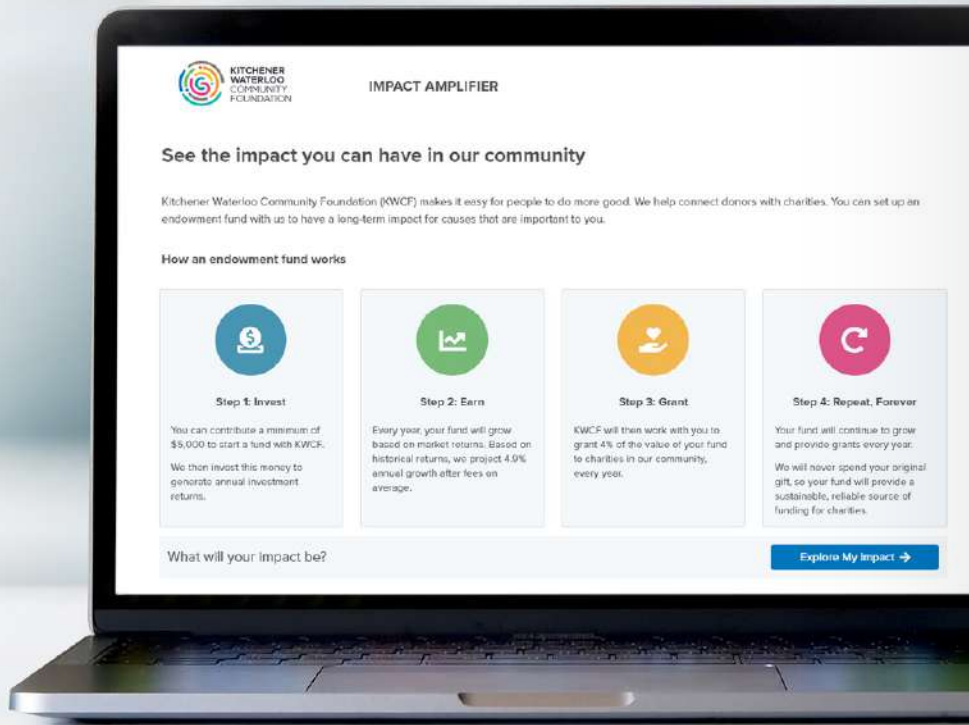 KITCHENER
WATERLOO
COMMUNITY
FOUNDATION
IMPACT AMPLIFIER
See the impact you can have in our community
Kitchener Waterloo Community Foundation (KWCF) makes it easy for people to do more good. We help connect donors with charities. You can set up an
endowment fund with us to have a long-term impact for causes that are important to you.
How an endowment fund works
Step 1: Invest
You can contribute a minimum of
$5,000 to start a fund with KWCF.
We then invest this money to
generate annual investment
returns.
Step 2: Earn
Every year, your fund will grow
based on market returns. Based on
historical returns, we project 4.9%
annual growth after fees on
average.
Step 3: Grant
KWCF will then work with you to
grant 4% of the value of your fund
to charities in our community,
every year.
Step 4: Repeat, Forever
Your fund will continue to grow
and provide grants every year.
We will never spend your original
gift, so your fund will provide a
sustainable, reliable source of
funding for charities.
What will your impact be?
Explore My Impact →